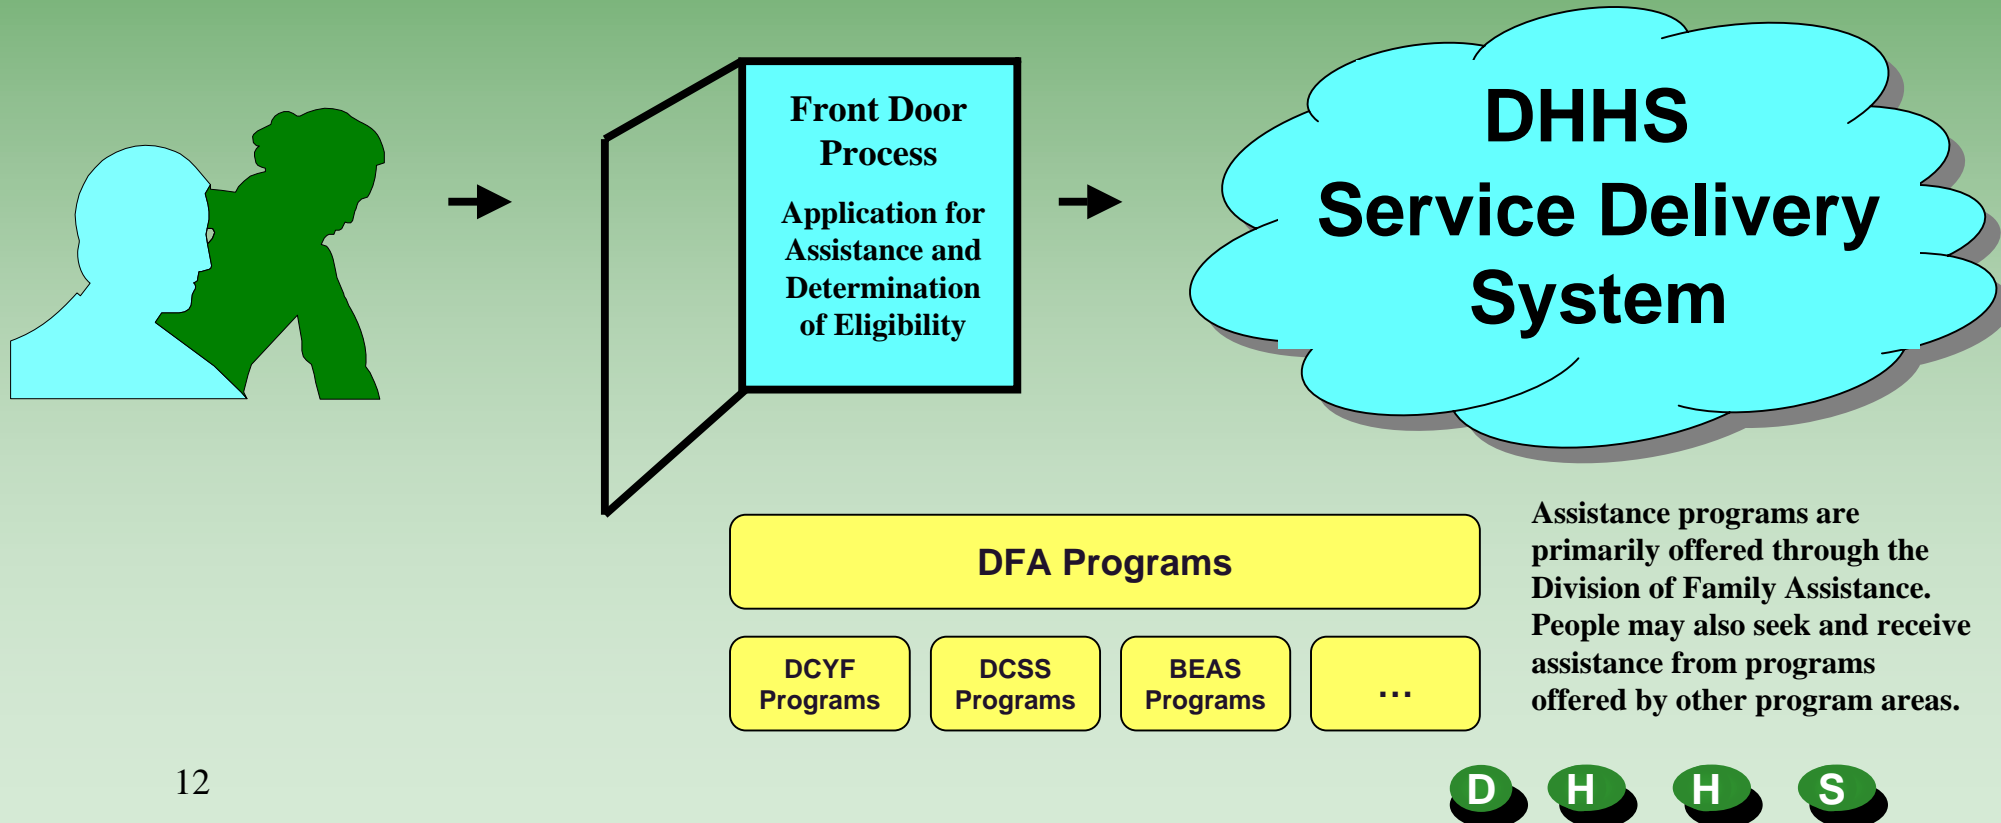 Front Door
Process
Application for
Assistance and
Determination
of Eligibility
DHHS
Service Delivery
System
DFA Programs
DCYF
Programs
DCSS
Programs
BEAS
Programs
...
Assistance programs are
primarily offered through the
Division of Family Assistance.
People may also seek and receive
assistance from programs
offered by other program areas.
12
D H H S